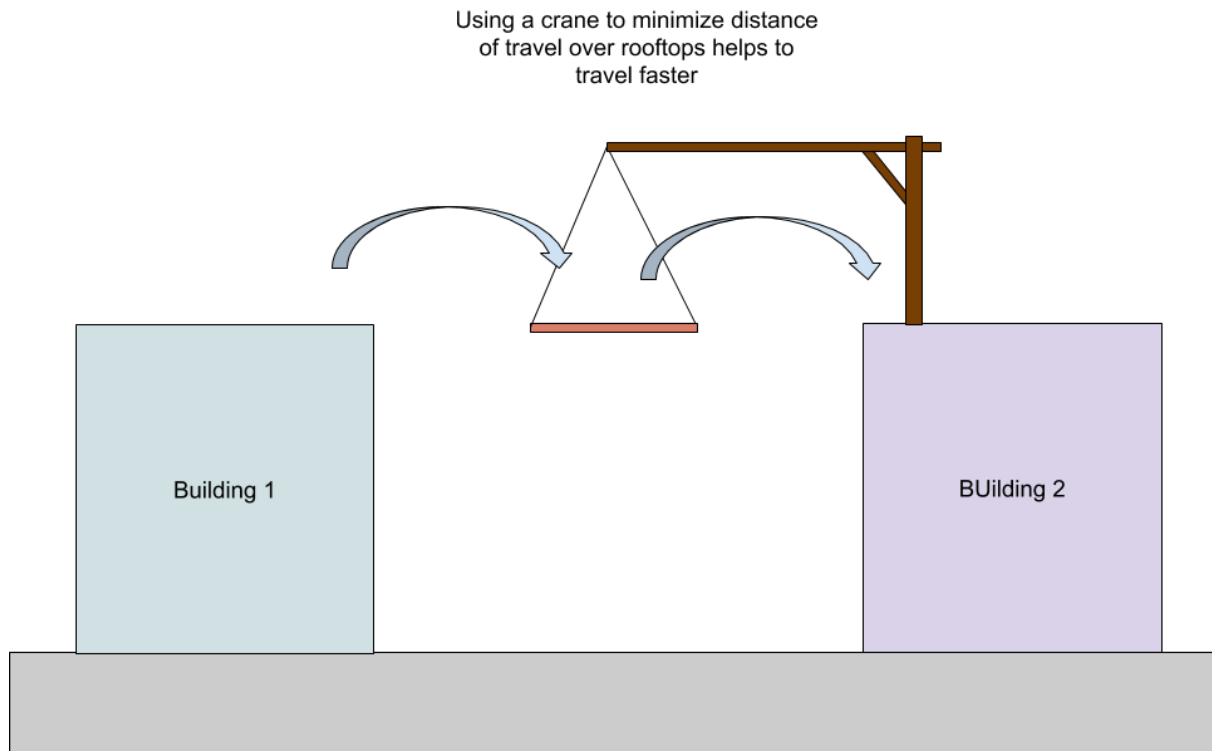 Using a crane to minimize distance
of travel over rooftops helps to
travel faster
Building 1
BUilding 2